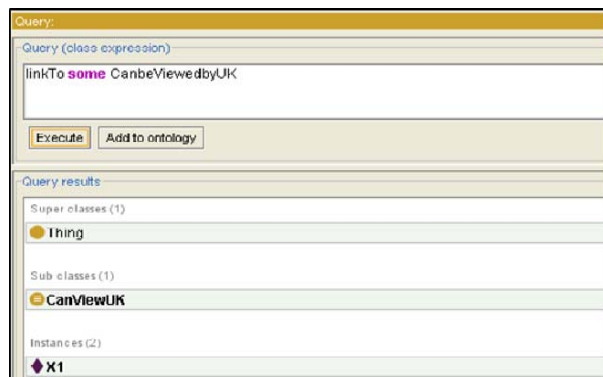 Query:
Query (class expression)
linkTo some CanbeViewedbyUK
Execute Add to ontology
Query results
Super classes (1)
Thing
Sub classes (1)
CanViewUK
Instances (2)
X1